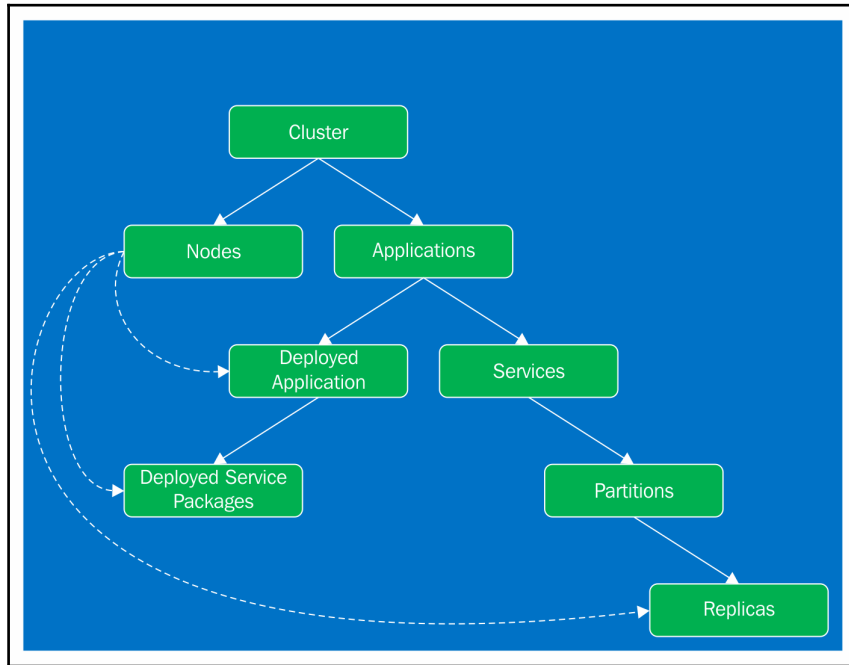 Cluster
Nodes
Applications
Deployed
Application
Services
Deployed Service
Packages
Partitions
Replicas